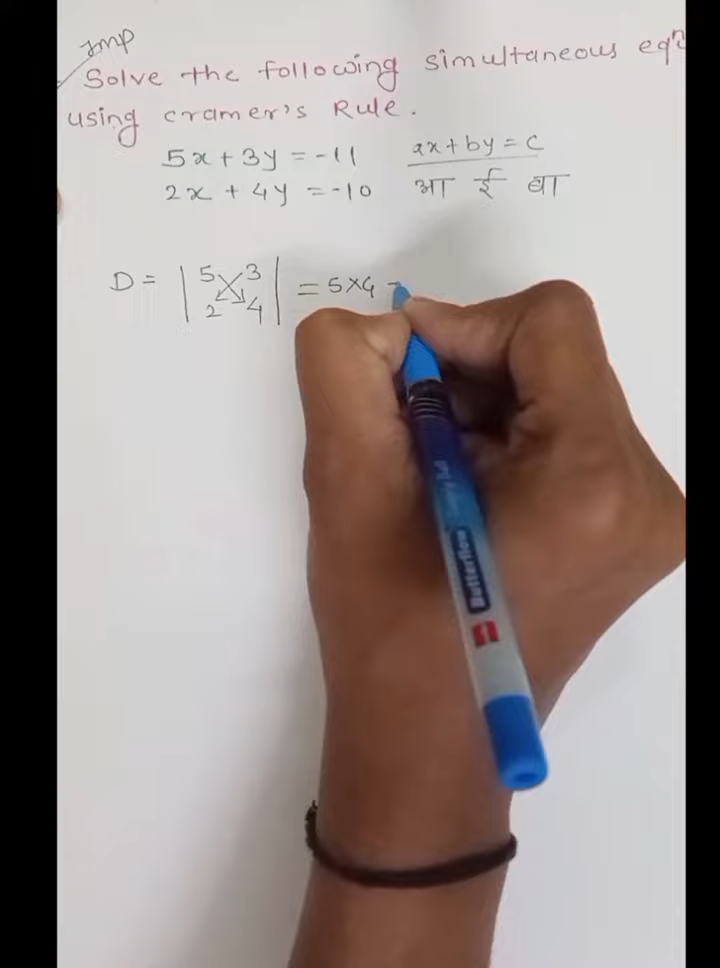 Imp
Solve the following simultaneous eqn
using cramer's Rule.
5x + 3y = -11 ax + by = c
2x + 4y = -10 आ ई बा
D = | 5 3 | = 5×4 -
2 4
Butterflow